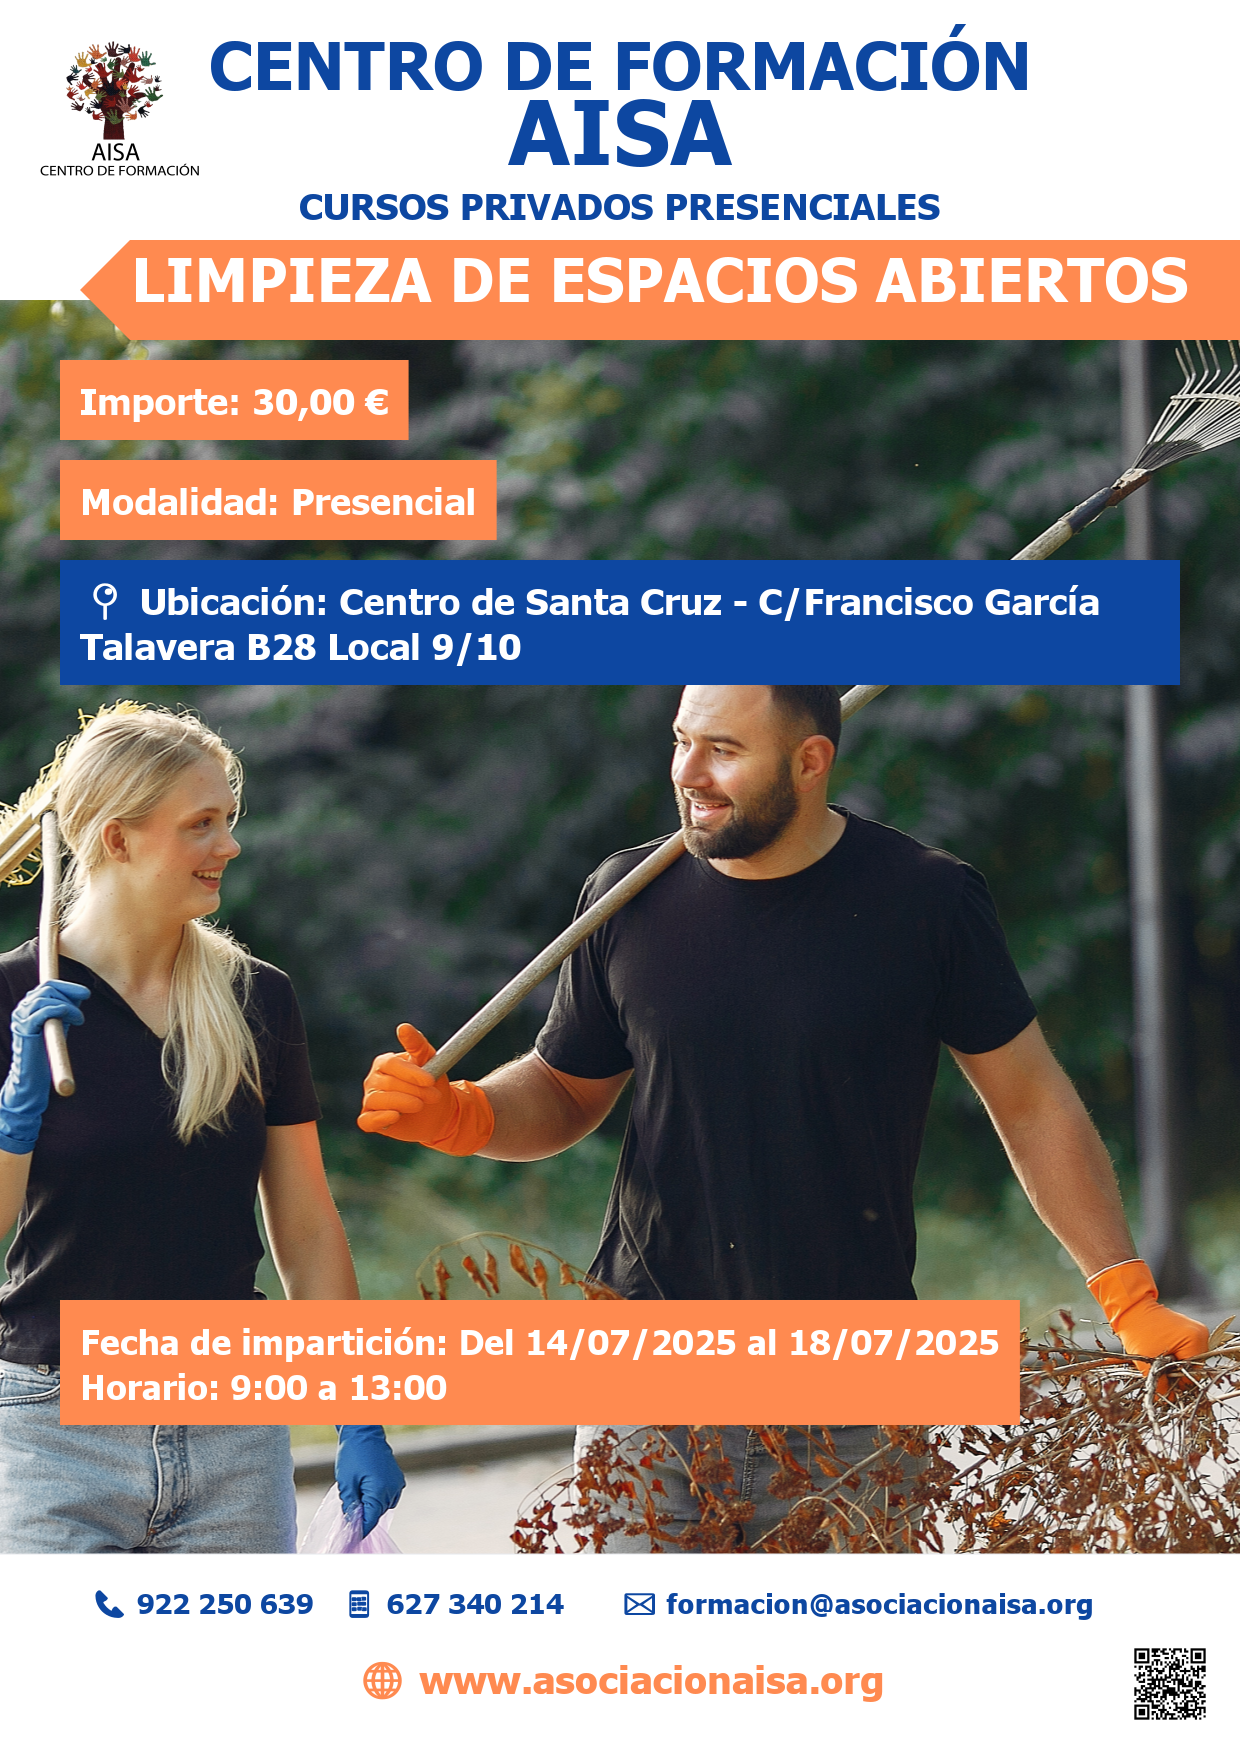 AISA
CENTRO DE FORMACIÓN
CENTRO DE FORMACIÓN
AISA
CURSOS PRIVADOS PRESENCIALES
LIMPIEZA DE ESPACIOS ABIERTOS
Importe: 30,00 €
Modalidad: Presencial
Ubicación: Centro de Santa Cruz - C/Francisco García
Talavera B28 Local 9/10
Fecha de impartición: Del 14/07/2025 al 18/07/2025
Horario: 9:00 a 13:00
922 250 639 627 340 214 formacion@asociacionaisa.org
www.asociacionaisa.org